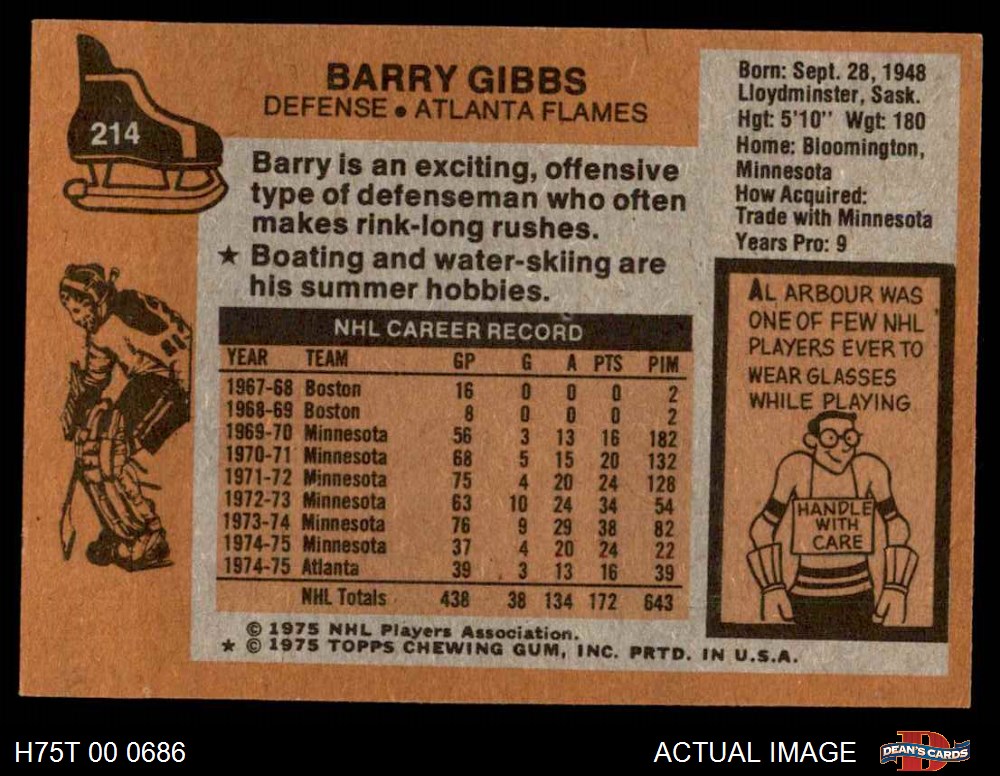 214
BARRY GIBBS
DEFENSE • ATLANTA FLAMES
Barry is an exciting, offensive
type of defenseman who often
makes rink-long rushes.
★ Boating and water-skiing are
his summer hobbies.
NHL CAREER RECORD
YEAR TEAM GP G A PTS PIM
1967-68 Boston 16 0 0 0 2
1968-69 Boston 8 0 0 0 2
1969-70 Minnesota 56 3 13 16 182
1970-71 Minnesota 68 5 15 20 132
1971-72 Minnesota 75 4 20 24 128
1972-73 Minnesota 63 10 24 34 54
1973-74 Minnesota 76 9 29 38 82
1974-75 Minnesota 37 4 20 24 22
1974-75 Atlanta 39 3 13 16 39
NHL Totals 438 38 134 172 643
© 1975 NHL Players Association.
★ © 1975 TOPPS CHEWING GUM, INC. PRTD. IN U.S.A.
Born: Sept. 28, 1948
Lloydminster, Sask.
Hgt: 5'10" Wgt: 180
Home: Bloomington,
Minnesota
How Acquired:
Trade with Minnesota
Years Pro: 9
AL ARBOUR WAS
ONE OF FEW NHL
PLAYERS EVER TO
WEAR GLASSES
WHILE PLAYING
HANDLE
WITH
CARE
H75T 00 0686
ACTUAL IMAGE
D
DEAN'S CARDS